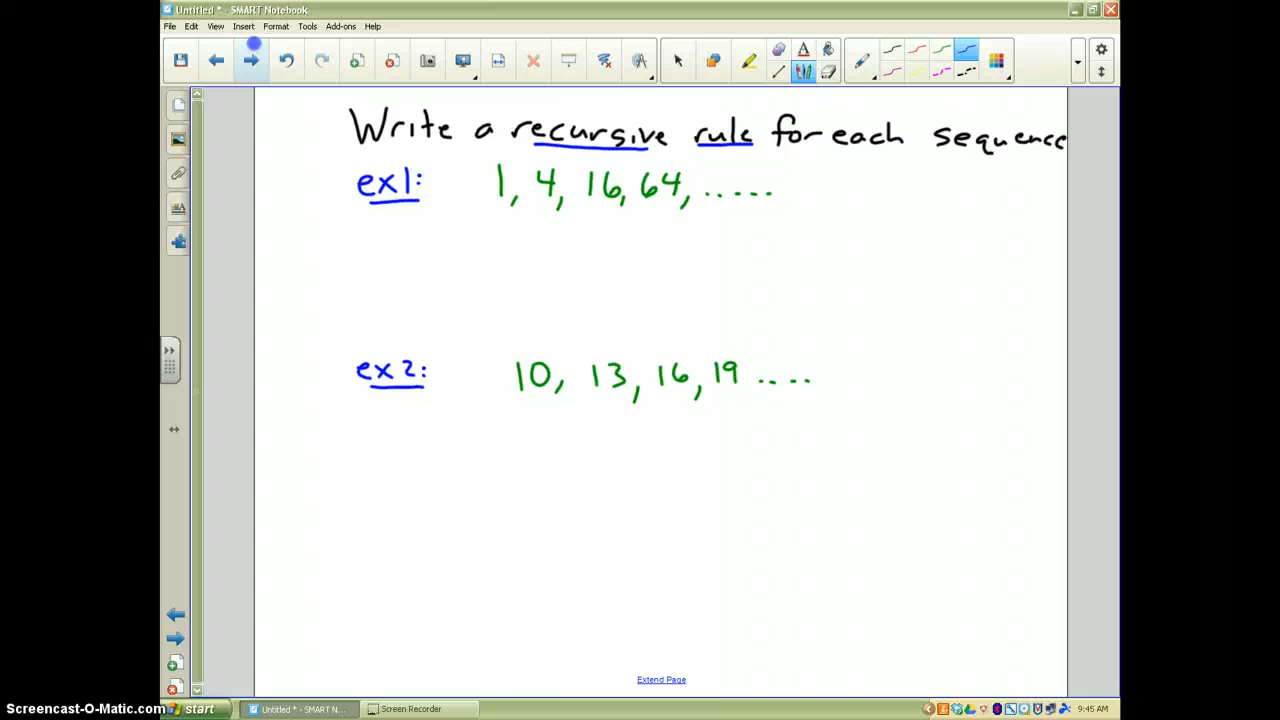 Untitled * - SMART Notebook
File Edit View Insert Format Tools Add-ons Help
Write a recursive rule for each sequence
ex1: 1, 4, 16, 64, .....
ex2: 10, 13, 16, 19 ....
Extend Page
Screencast-O-Matic.com
start
Untitled * - SMART No...
Screen Recorder
9:45 AM